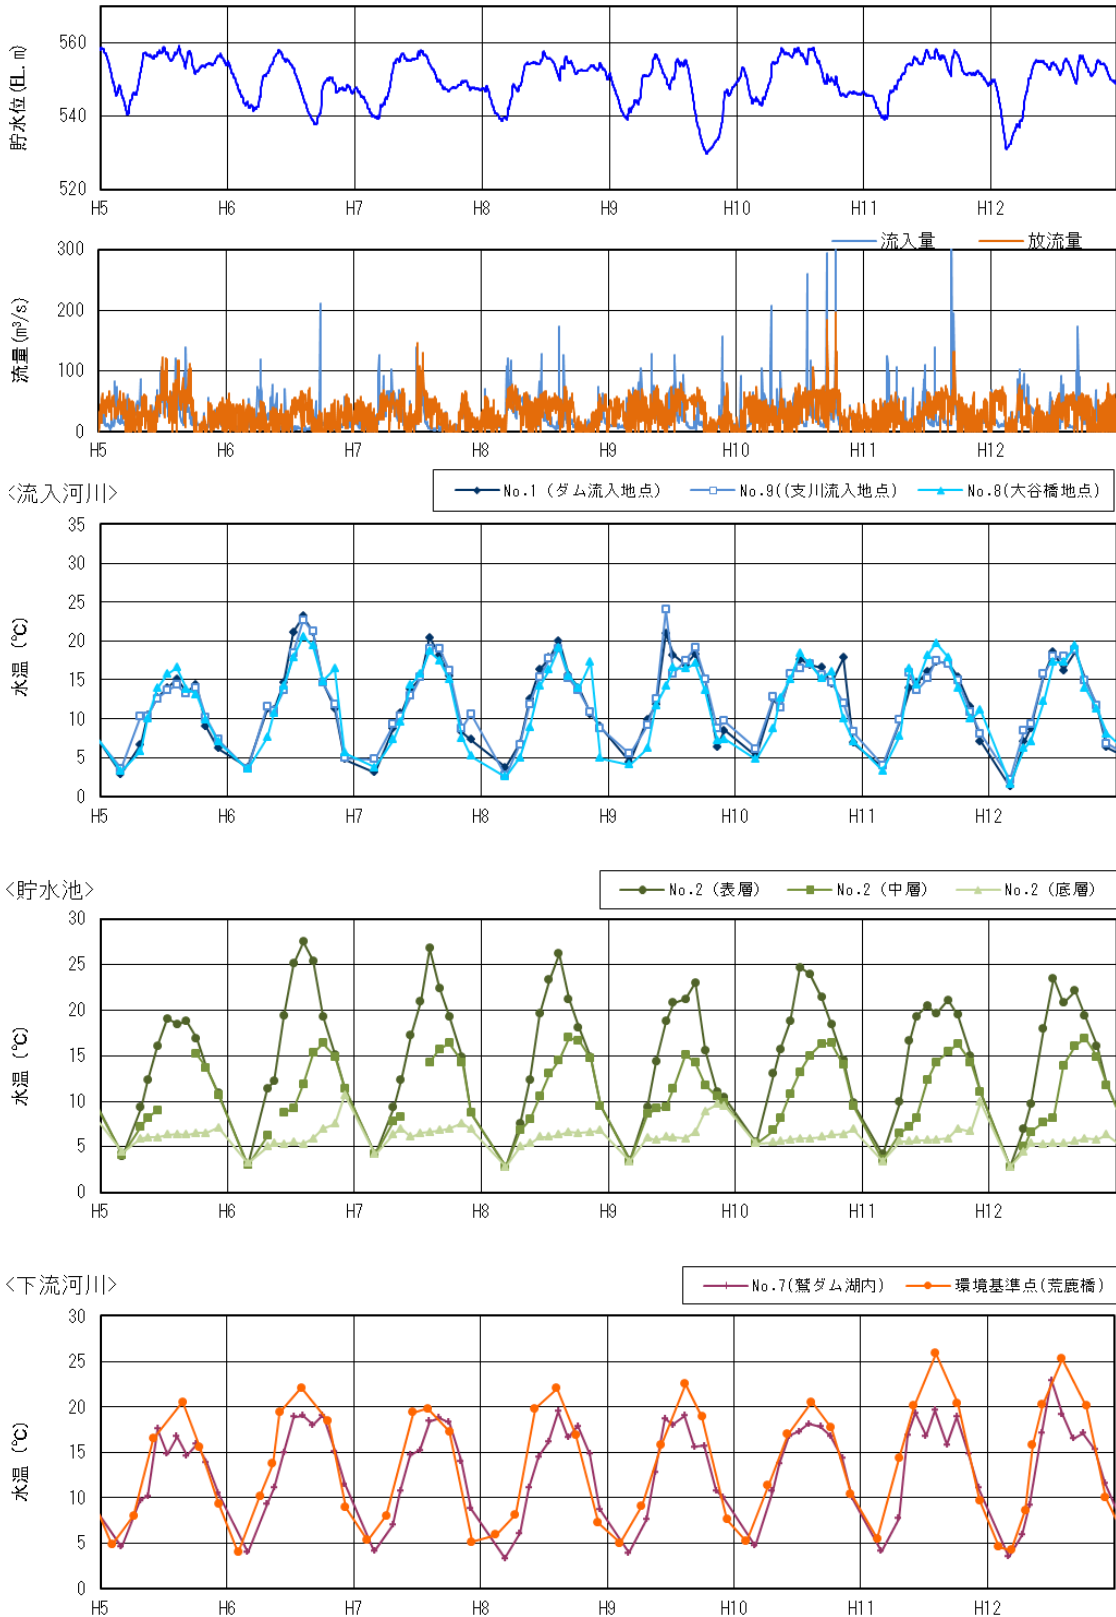 貯水位(EL. m)
560
540
520
H5 H6 H7 H8 H9 H10 H11 H12
流入量 放流量
流量(m³/s)
300
200
100
0
H5 H6 H7 H8 H9 H10 H11 H12
<流入河川>
No.1 (ダム流入地点) No.9((支川流入地点) No.8(大谷橋地点)
水温 (℃)
35
30
25
20
15
10
5
0
H5 H6 H7 H8 H9 H10 H11 H12
<貯水池>
No.2 (表層) No.2 (中層) No.2 (底層)
水温 (℃)
30
25
20
15
10
5
0
H5 H6 H7 H8 H9 H10 H11 H12
<下流河川>
No.7(鷲ダム湖内) 環境基準点(荒鹿橋)
水温 (℃)
30
25
20
15
10
5
0
H5 H6 H7 H8 H9 H10 H11 H12